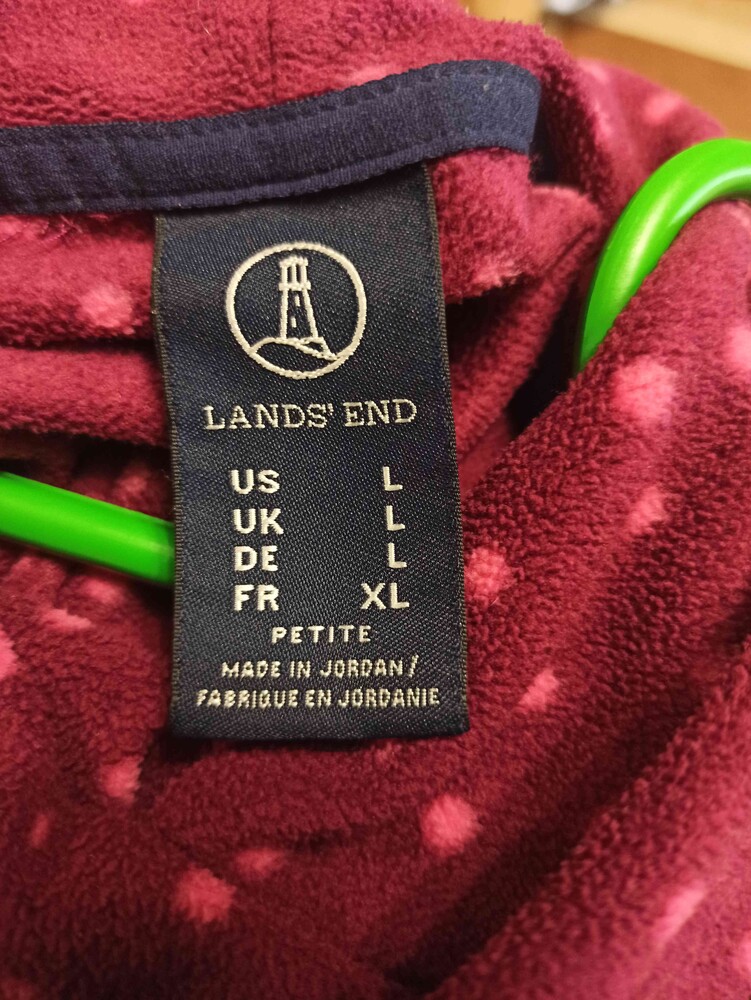 LANDS' END
US L
UK L
DE L
FR XL
PETITE
MADE IN JORDAN/
FABRIQUE EN JORDANIE